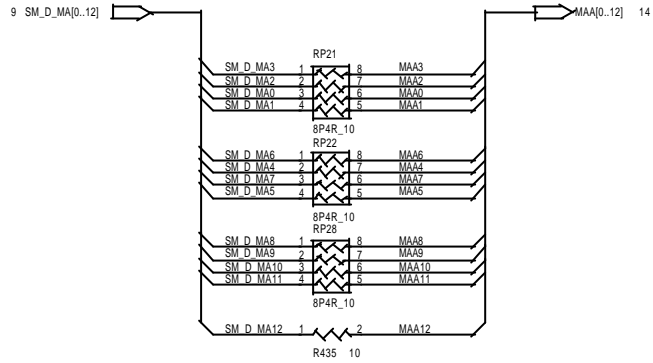 9 SM_D_MA[0..12] MAA[0..12] 14
RP21
SM_D_MA3 1 8 MAA3
SM_D_MA2 2 7 MAA2
SM_D_MA0 3 6 MAA0
SM_D_MA1 4 5 MAA1
8P4R_10
RP22
SM_D_MA6 1 8 MAA6
SM_D_MA4 2 7 MAA4
SM_D_MA7 3 6 MAA7
SM_D_MA5 4 5 MAA5
8P4R_10
RP28
SM_D_MA8 1 8 MAA8
SM_D_MA9 2 7 MAA9
SM_D_MA10 3 6 MAA10
SM_D_MA11 4 5 MAA11
8P4R_10
SM_D_MA12 1 2 MAA12
R435 10